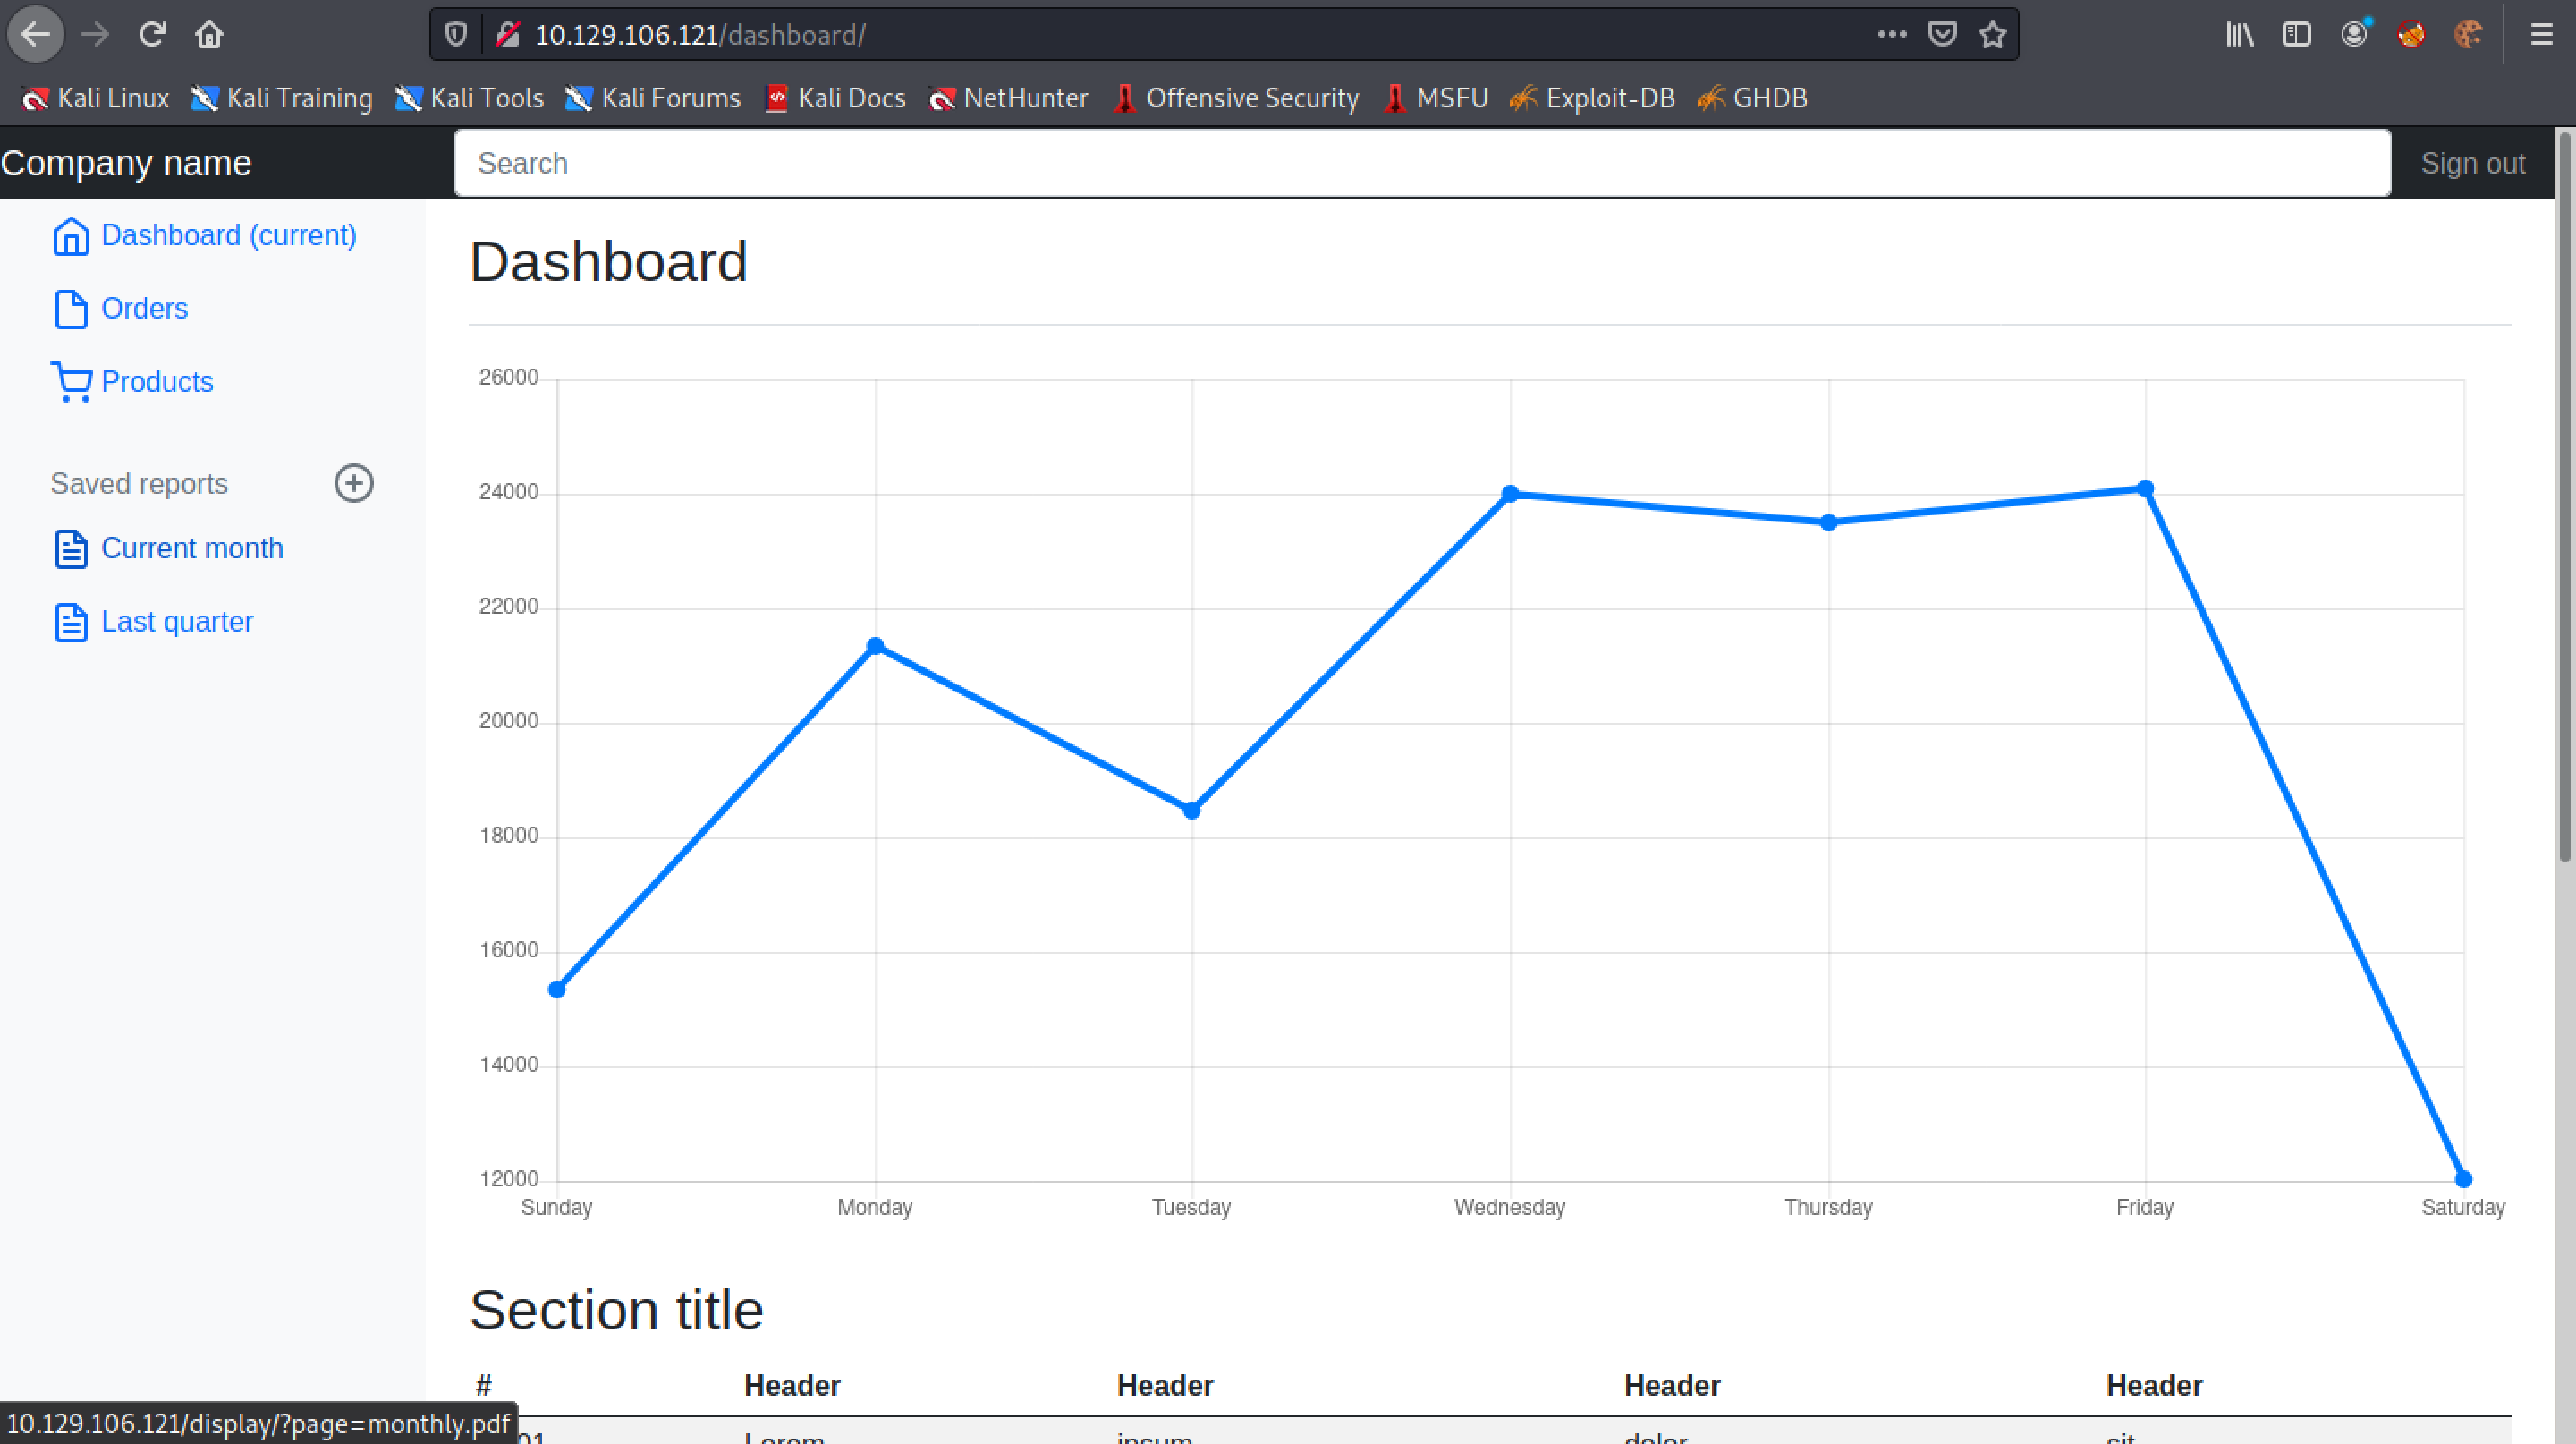 10.129.106.121/dashboard/
Kali Linux Kali Training Kali Tools Kali Forums Kali Docs NetHunter Offensive Security MSFU Exploit-DB GHDB
Company name Search Sign out
Dashboard (current)
Orders
Products
Saved reports
Current month
Last quarter
Dashboard
26000
24000
22000
20000
18000
16000
14000
12000
Sunday Monday Tuesday Wednesday Thursday Friday Saturday
Section title
# Header Header Header Header
01 Lorem ipsum dolor sit
10.129.106.121/display/?page=monthly.pdf